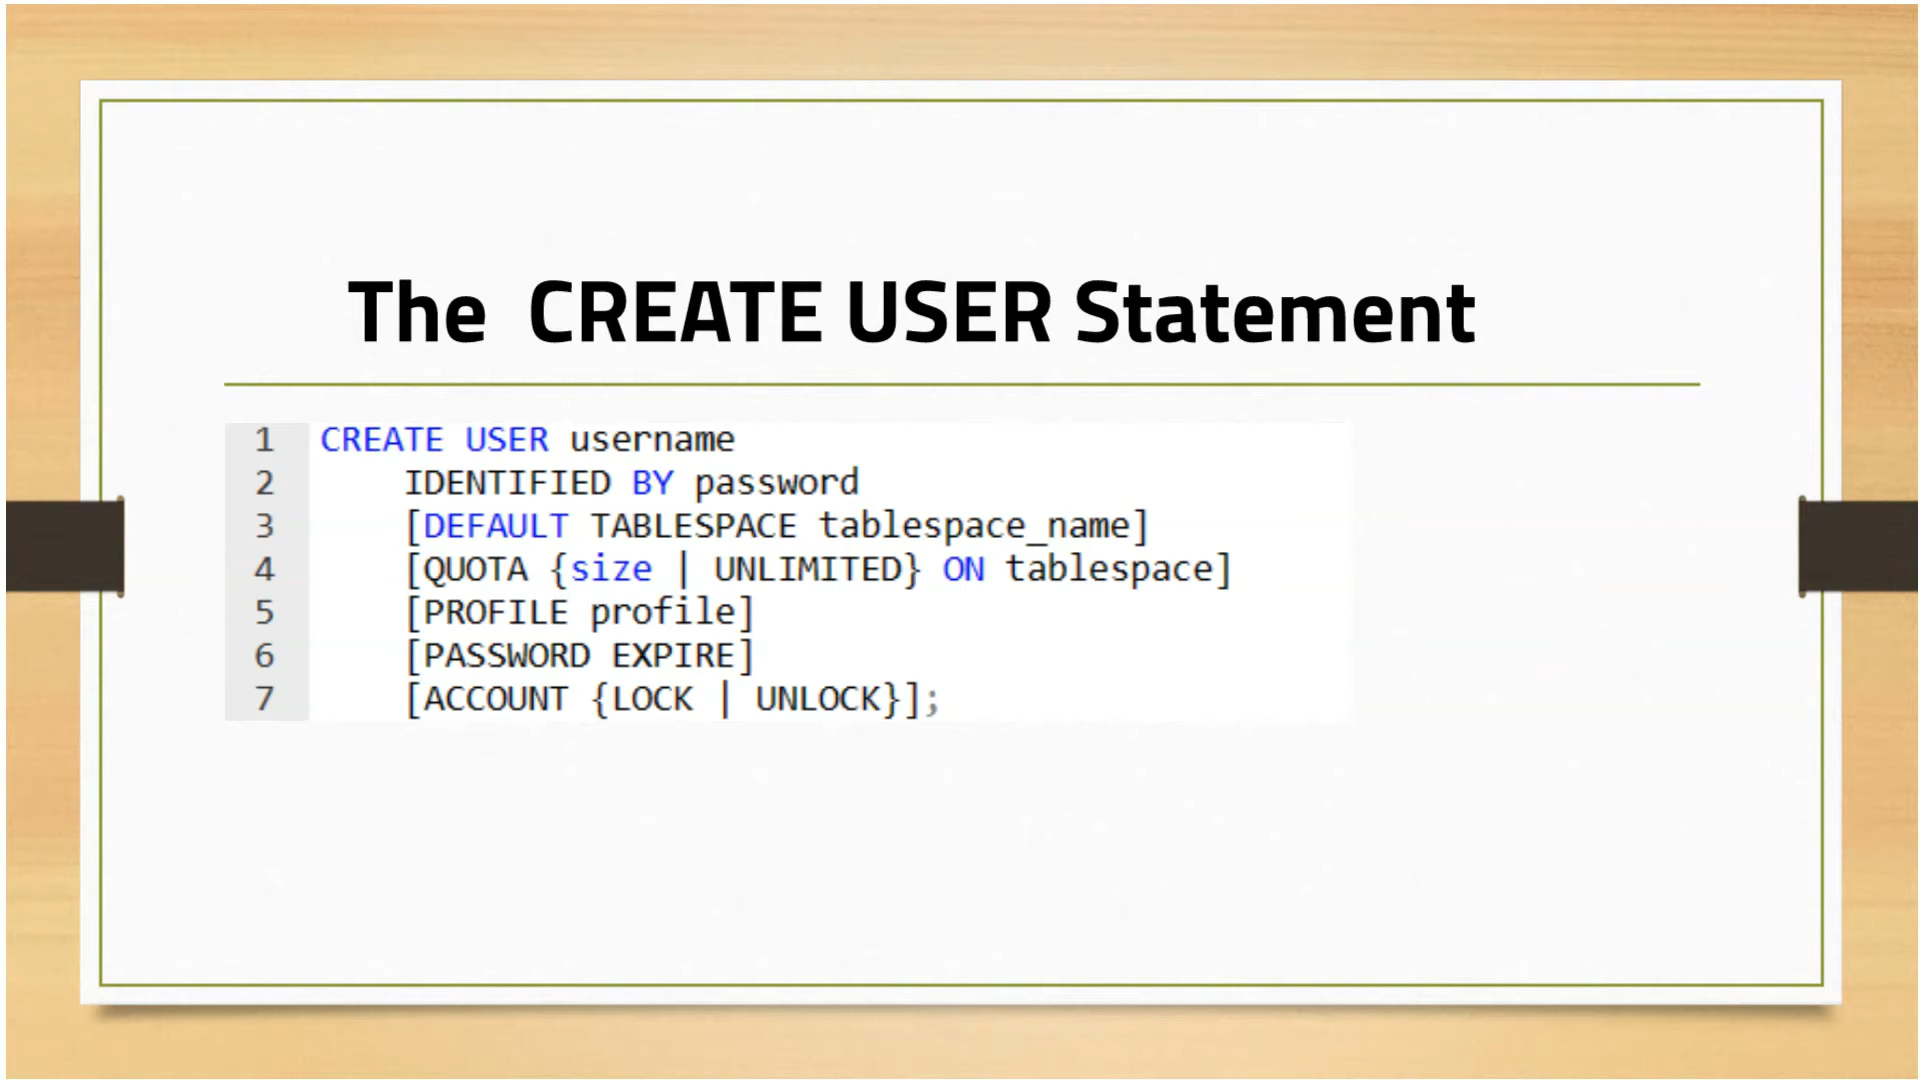 The  CREATE USER Statement
1 CREATE USER username
2     IDENTIFIED BY password
3     [DEFAULT TABLESPACE tablespace_name]
4     [QUOTA {size | UNLIMITED} ON tablespace]
5     [PROFILE profile]
6     [PASSWORD EXPIRE]
7     [ACCOUNT {LOCK | UNLOCK}];